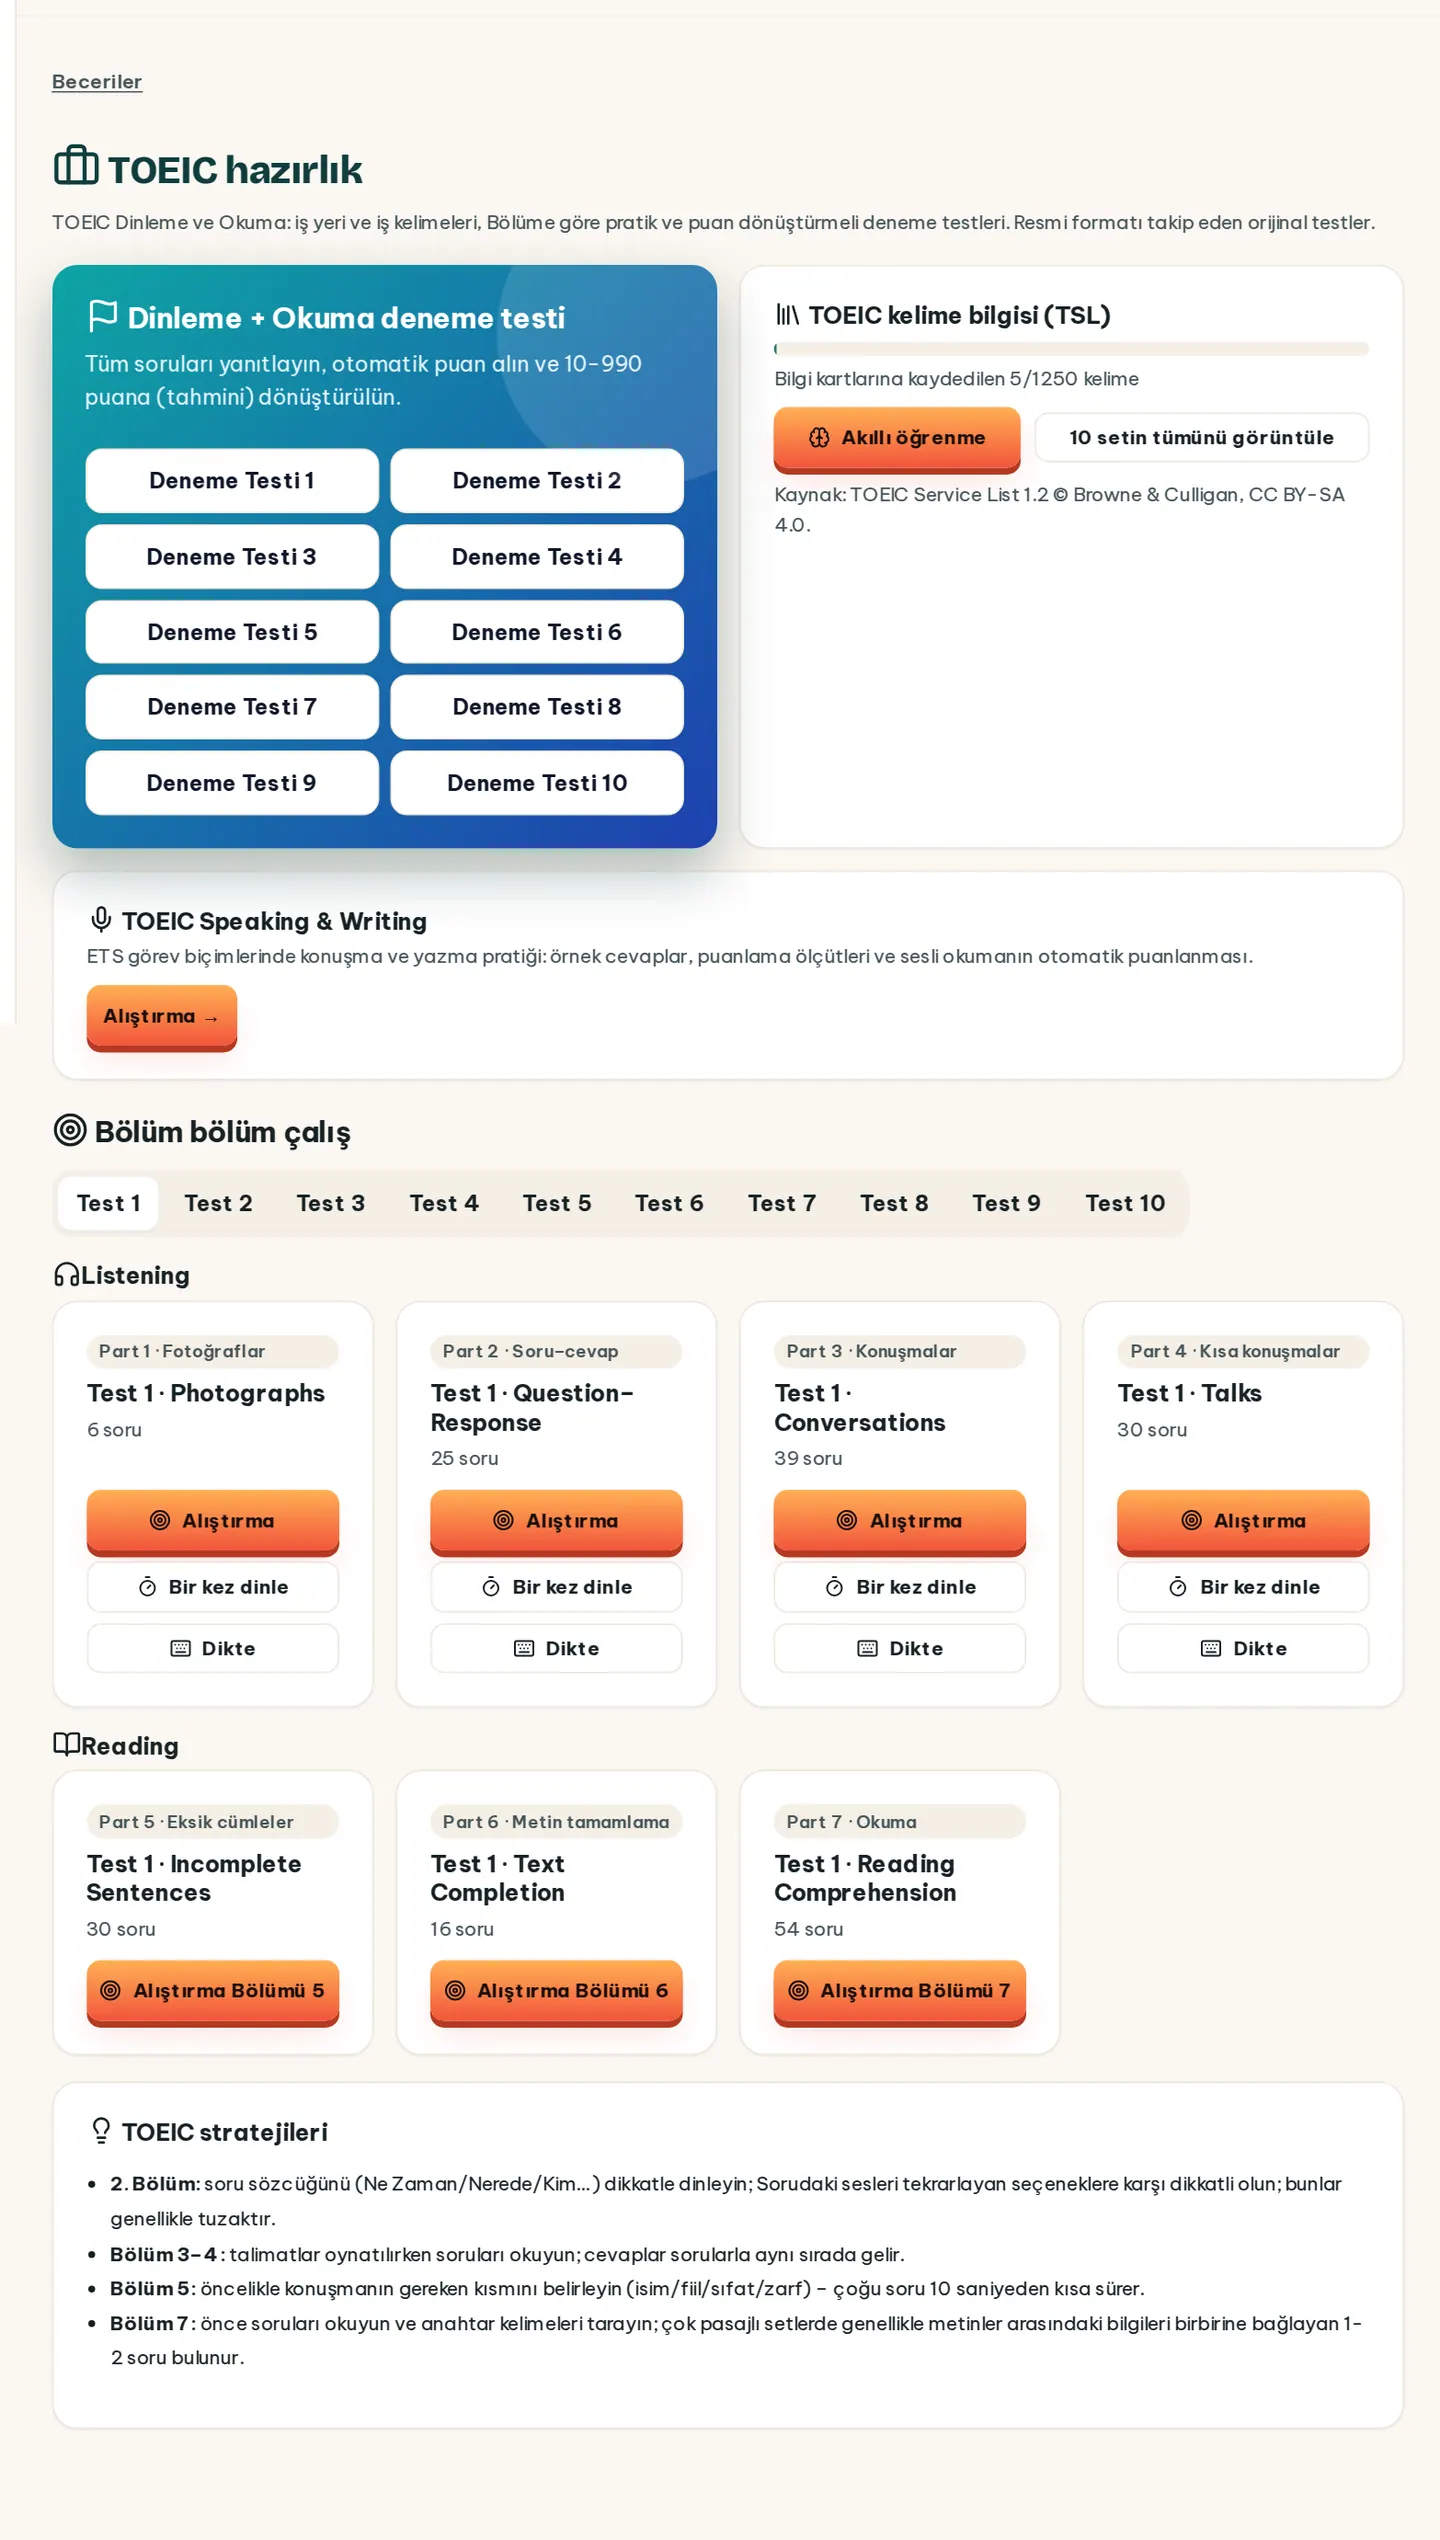 Beceriler
TOEIC hazırlık
TOEIC Dinleme ve Okuma: iş yeri ve iş kelimeleri, Bölüme göre pratik ve puan dönüştürmeli deneme testleri. Resmi formatı takip eden orijinal testler.
Dinleme + Okuma deneme testi
Tüm soruları yanıtlayın, otomatik puan alın ve 10-990
puana (tahmini) dönüştürülün.
Deneme Testi 1
Deneme Testi 2
Deneme Testi 3
Deneme Testi 4
Deneme Testi 5
Deneme Testi 6
Deneme Testi 7
Deneme Testi 8
Deneme Testi 9
Deneme Testi 10
TOEIC kelime bilgisi (TSL)
Bilgi kartlarına kaydedilen 5/1250 kelime
Akıllı öğrenme
10 setin tümünü görüntüle
Kaynak: TOEIC Service List 1.2 © Browne & Culligan, CC BY-SA
4.0.
TOEIC Speaking & Writing
ETS görev biçimlerinde konuşma ve yazma pratiği: örnek cevaplar, puanlama ölçütleri ve sesli okumanın otomatik puanlanması.
Alıştırma →
Bölüm bölüm çalış
Test 1 Test 2 Test 3 Test 4 Test 5 Test 6 Test 7 Test 8 Test 9 Test 10
Listening
Part 1 · Fotoğraflar
Test 1 · Photographs
6 soru
Alıştırma
Bir kez dinle
Dikte
Part 2 · Soru–cevap
Test 1 · Question–
Response
25 soru
Alıştırma
Bir kez dinle
Dikte
Part 3 · Konuşmalar
Test 1 ·
Conversations
39 soru
Alıştırma
Bir kez dinle
Dikte
Part 4 · Kısa konuşmalar
Test 1 · Talks
30 soru
Alıştırma
Bir kez dinle
Dikte
Reading
Part 5 · Eksik cümleler
Test 1 · Incomplete
Sentences
30 soru
Alıştırma Bölümü 5
Part 6 · Metin tamamlama
Test 1 · Text
Completion
16 soru
Alıştırma Bölümü 6
Part 7 · Okuma
Test 1 · Reading
Comprehension
54 soru
Alıştırma Bölümü 7
TOEIC stratejileri
• 2. Bölüm: soru sözcüğünü (Ne Zaman/Nerede/Kim...) dikkatle dinleyin; Sorudaki sesleri tekrarlayan seçeneklere karşı dikkatli olun; bunlar
genellikle tuzaktır.
• Bölüm 3–4: talimatlar oynatılırken soruları okuyun; cevaplar sorularla aynı sırada gelir.
• Bölüm 5: öncelikle konuşmanın gereken kısmını belirleyin (isim/fiil/sıfat/zarf) – çoğu soru 10 saniyeden kısa sürer.
• Bölüm 7: önce soruları okuyun ve anahtar kelimeleri tarayın; çok pasajlı setlerde genellikle metinler arasındaki bilgileri birbirine bağlayan 1-
2 soru bulunur.